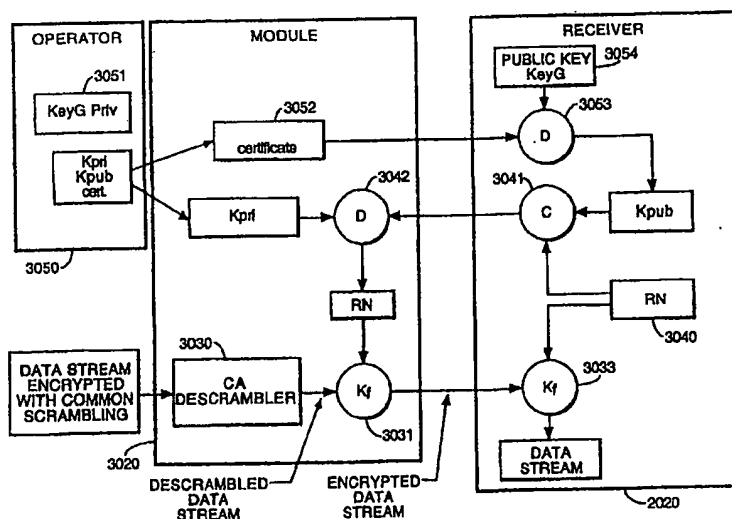 OPERATOR
3051
KeyG Priv
Kpri
Kpub
cert.
3050
MODULE
3052
certificate
3042
Kpri
D
RN
3030
CA
DESCRAMBLER
Kf
3031
3020
DATA STREAM
ENCRYPTED
WITH COMMON
SCRAMBLING
DESCRAMBLED
DATA
STREAM
ENCRYPTED
DATA
STREAM
RECEIVER
PUBLIC KEY
KeyG
3054
D
3053
3041
C
Kpub
RN
3040
Kf
3033
DATA
STREAM
2020